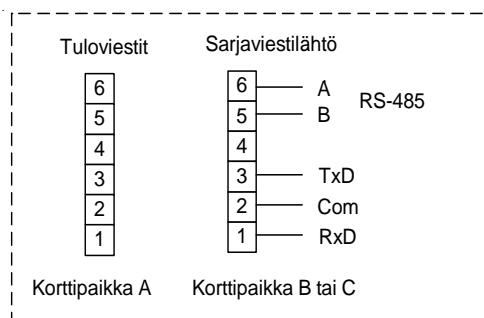 Tuloviestit Sarjaviestilähtö
6 6 A
5 5 B RS-485
4 4
3 3 TxD
2 2 Com
1 1 RxD
Korttipaikka A Korttipaikka B tai C